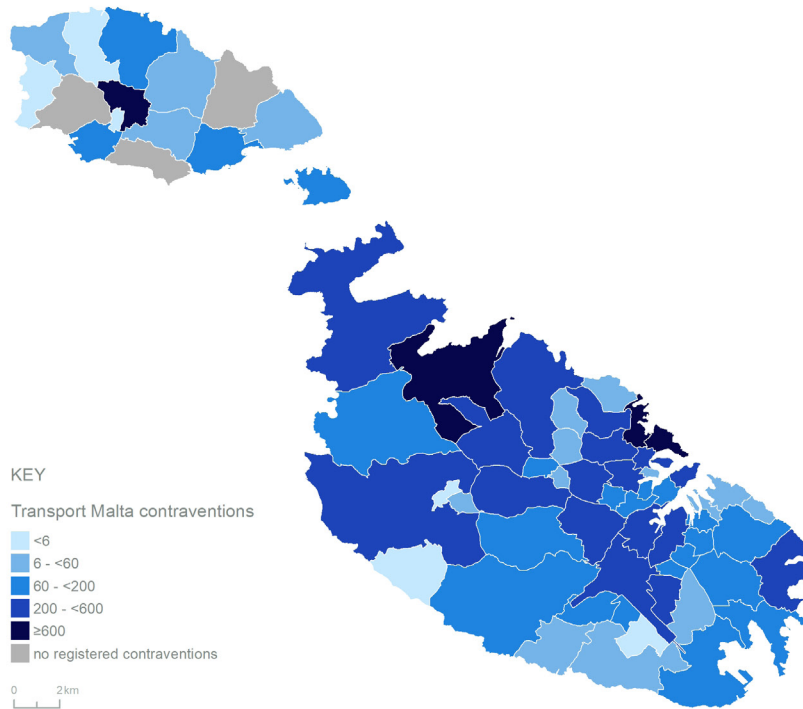 KEY
Transport Malta contraventions
<6
6 - <60
60 - <200
200 - <600
≥600
no registered contraventions
0 2km